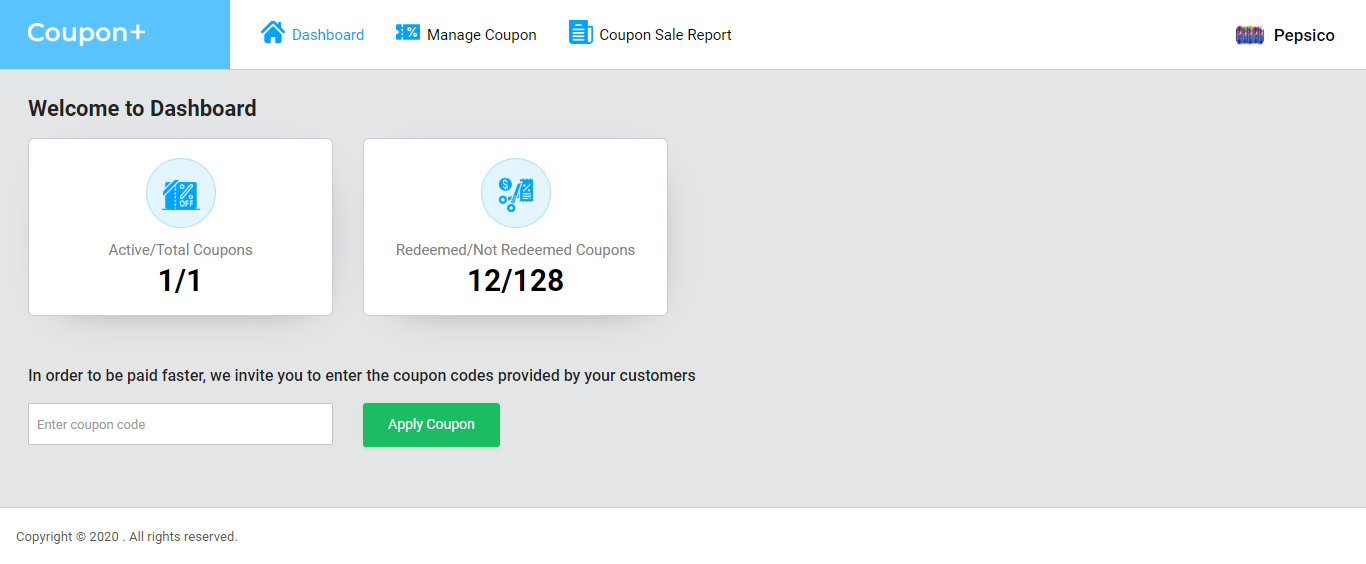 Coupon+
Dashboard
Manage Coupon
Coupon Sale Report
Pepsico
Welcome to Dashboard
OFF
Active/Total Coupons
1/1
$
Redeemed/Not Redeemed Coupons
12/128
In order to be paid faster, we invite you to enter the coupon codes provided by your customers
Enter coupon code
Apply Coupon
Copyright © 2020 . All rights reserved.